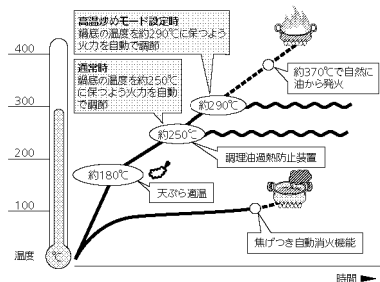 高温炒めモード設定時
鍋底の温度を約290℃に保つよう
火力を自動で調節
通常時
鍋底の温度を約250℃
に保つよう火力を自動
で調節
400
300
200
100
温度
℃
約370℃で自然に
油から発火
約290℃
約250℃
調理油過熱防止装置
約180℃
天ぷら適温
焦げつき自動消火機能
時間